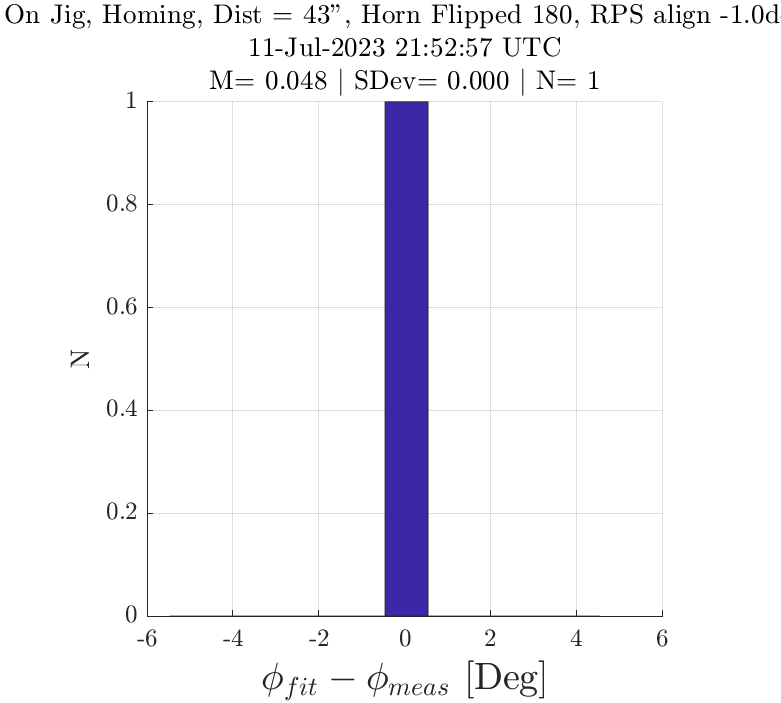 On Jig, Homing, Dist = 43”, Horn Flipped 180, RPS align -1.0d
11-Jul-2023 21:52:57 UTC
M= 0.048 | SDev= 0.000 | N= 1
1
0.8
0.6
0.4
0.2
0
N
-6 -4 -2 0 2 4 6
ϕ_fit − ϕ_meas [Deg]